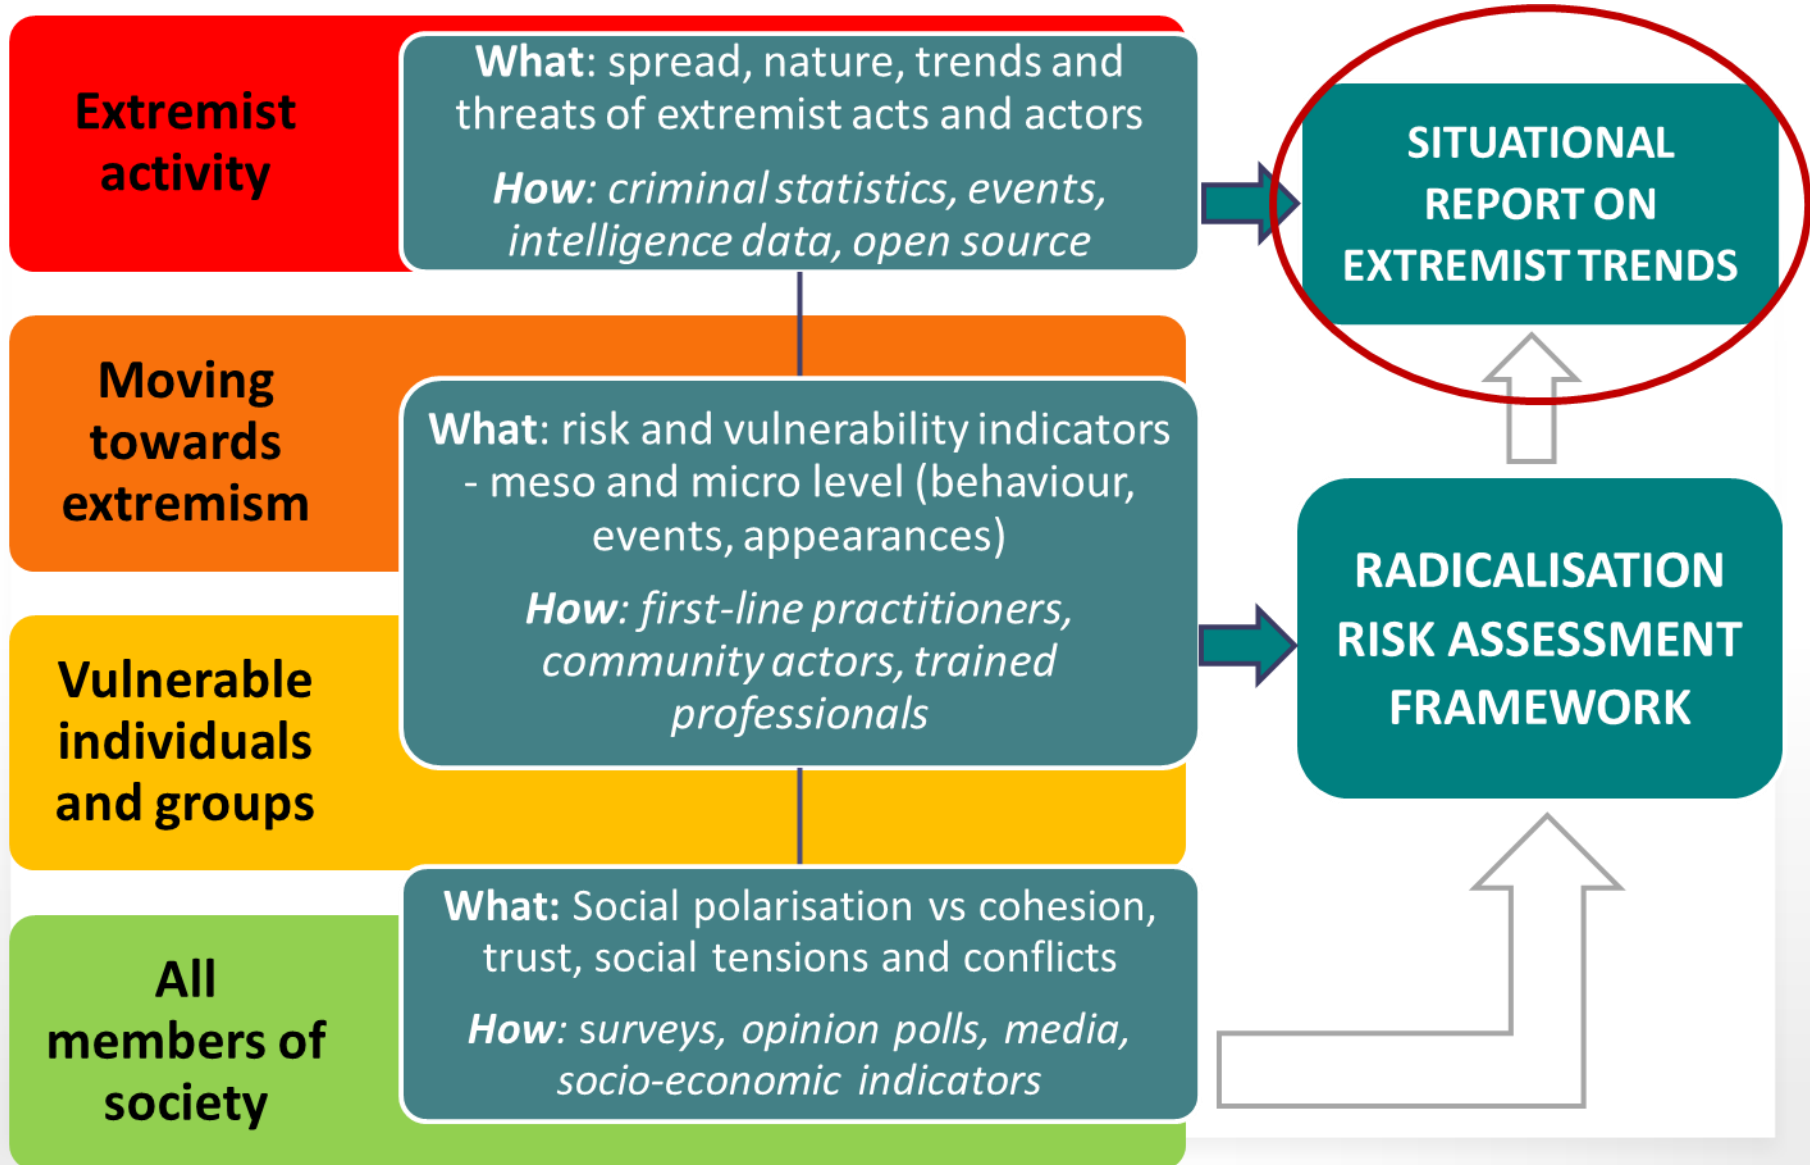 Extremist
activity
What: spread, nature, trends and
threats of extremist acts and actors
How: criminal statistics, events,
intelligence data, open source
SITUATIONAL
REPORT ON
EXTREMIST TRENDS
Moving
towards
extremism
What: risk and vulnerability indicators
- meso and micro level (behaviour,
events, appearances)
How: first-line practitioners,
community actors, trained
professionals
RADICALISATION
RISK ASSESSMENT
FRAMEWORK
Vulnerable
individuals
and groups
All
members of
society
What: Social polarisation vs cohesion,
trust, social tensions and conflicts
How: surveys, opinion polls, media,
socio-economic indicators